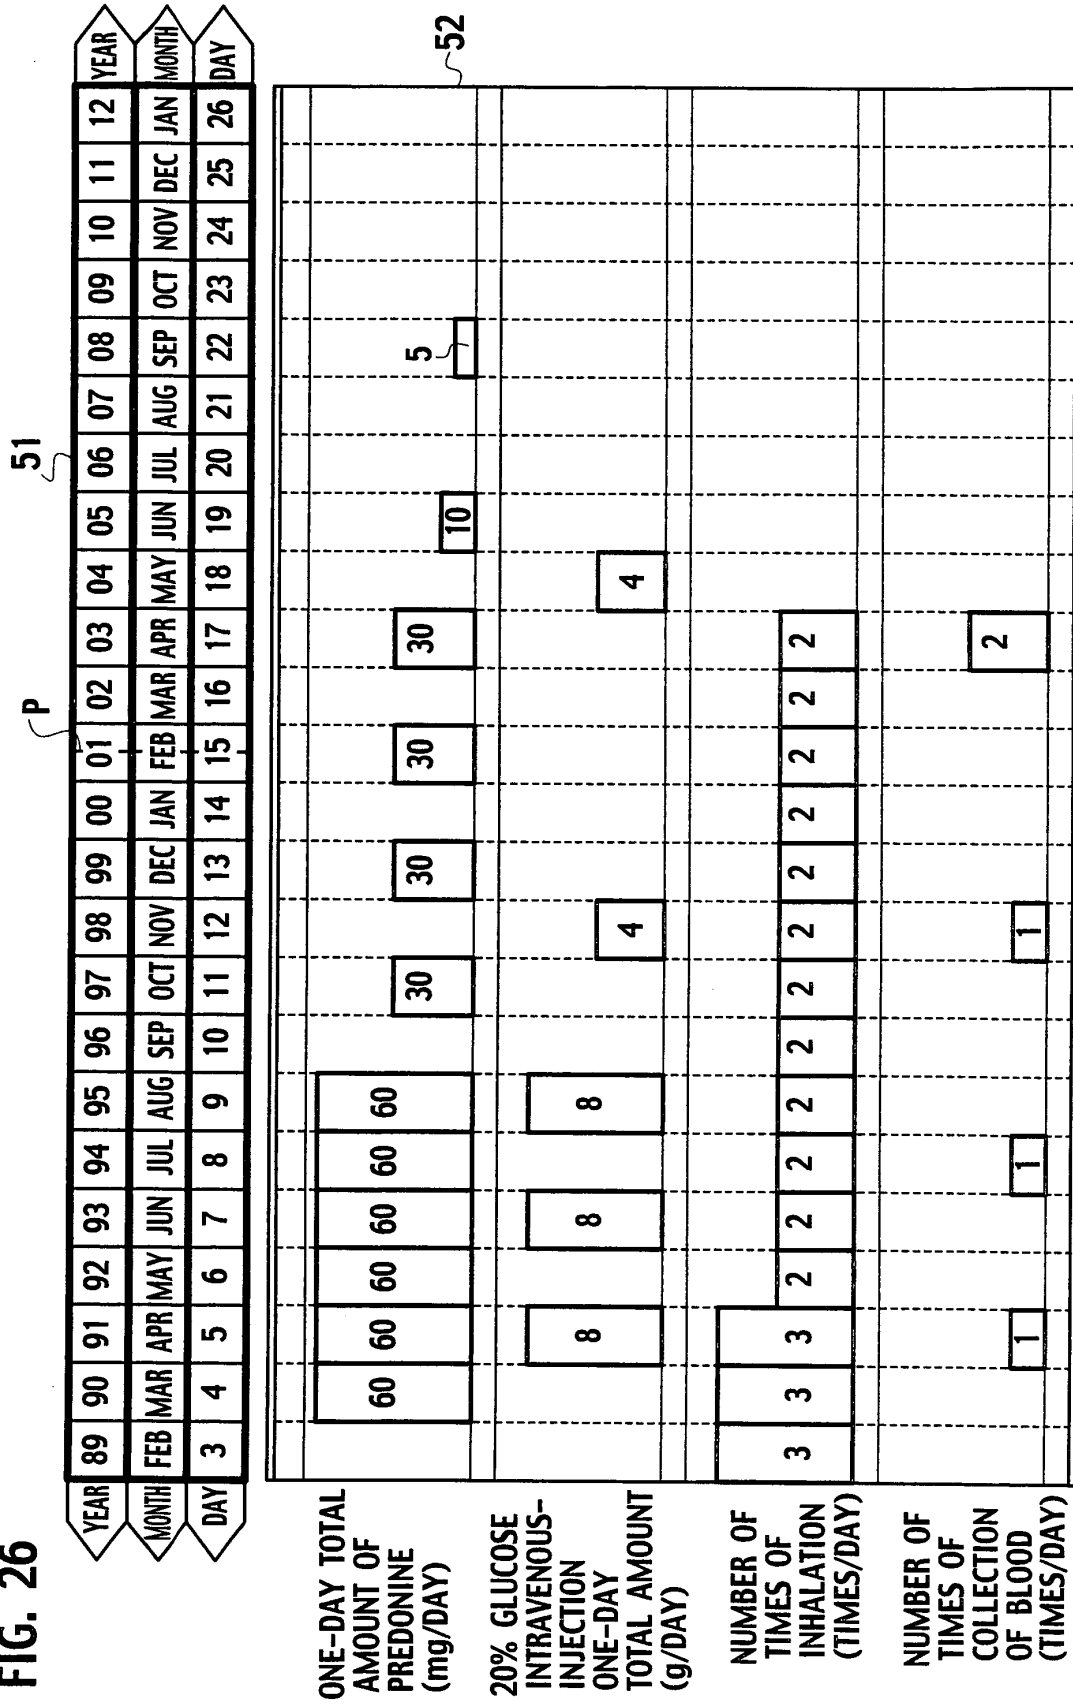 FIG. 26
51
P
YEAR 89 90 91 92 93 94 95 96 97 98 99 00 01 02 03 04 05 06 07 08 09 10 11 12 YEAR
MONTH FEB MAR APR MAY JUN JUL AUG SEP OCT NOV DEC JAN FEB MAR APR MAY JUN JUL AUG SEP OCT NOV DEC JAN MONTH
DAY 3 4 5 6 7 8 9 10 11 12 13 14 15 16 17 18 19 20 21 22 23 24 25 26 DAY
52
ONE-DAY TOTAL
AMOUNT OF
PREDONINE
(mg/DAY)
60 60 60 60 60 60 30 30 30 30 10 5
20% GLUCOSE
INTRAVENOUS-
INJECTION
ONE-DAY
TOTAL AMOUNT
(g/DAY)
8 8 8 4 4
NUMBER OF
TIMES OF
INHALATION
(TIMES/DAY)
3 3 3 2 2 2 2 2 2 2 2 2 2 2 2
NUMBER OF
TIMES OF
COLLECTION
OF BLOOD
(TIMES/DAY)
1 1 1 2